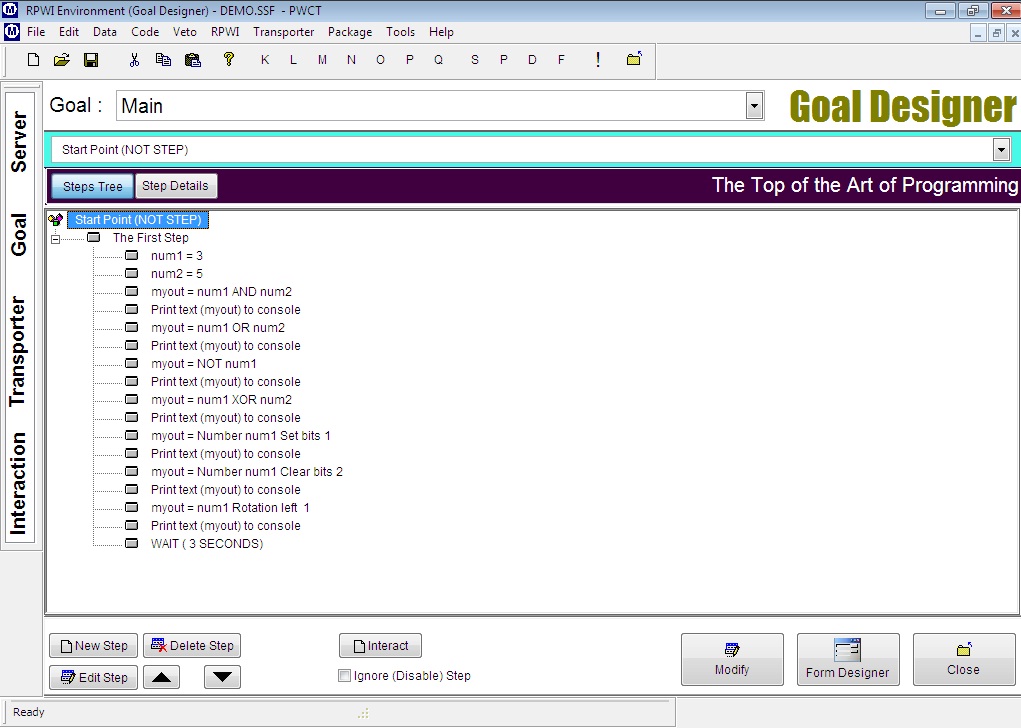 RPWI Environment (Goal Designer) - DEMO.SSF - PWCT
File Edit Data Code Veto RPWI Transporter Package Tools Help
K L M N O P Q S P D F !
Server
Goal
Transporter
Interaction
Goal : Main
Goal Designer
Start Point (NOT STEP)
Steps Tree Step Details
The Top of the Art of Programming
Start Point (NOT STEP)
The First Step
num1 = 3
num2 = 5
myout = num1 AND num2
Print text (myout) to console
myout = num1 OR num2
Print text (myout) to console
myout = NOT num1
Print text (myout) to console
myout = num1 XOR num2
Print text (myout) to console
myout = Number num1 Set bits 1
Print text (myout) to console
myout = Number num1 Clear bits 2
Print text (myout) to console
myout = num1 Rotation left 1
Print text (myout) to console
WAIT ( 3 SECONDS)
New Step Delete Step Interact
Edit Step Ignore (Disable) Step
Modify Form Designer Close
Ready